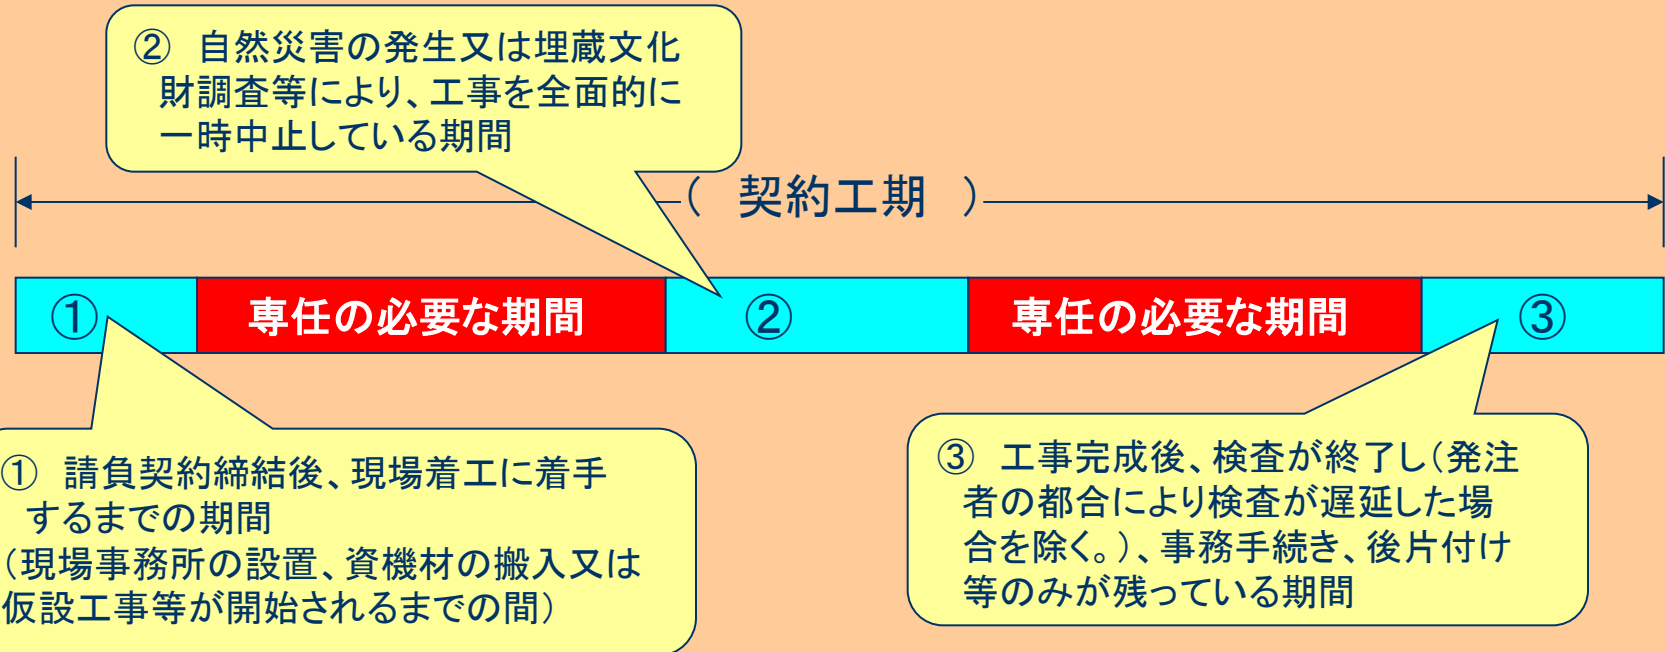 ② 自然災害の発生又は埋蔵文化
財調査等により、工事を全面的に
一時中止している期間
( 契約工期 )
① 専任の必要な期間 ② 専任の必要な期間 ③
① 請負契約締結後、現場着工に着手
するまでの期間
(現場事務所の設置、資機材の搬入又は
仮設工事等が開始されるまでの間)
③ 工事完成後、検査が終了し(発注
者の都合により検査が遅延した場
合を除く。)、事務手続き、後片付け
等のみが残っている期間